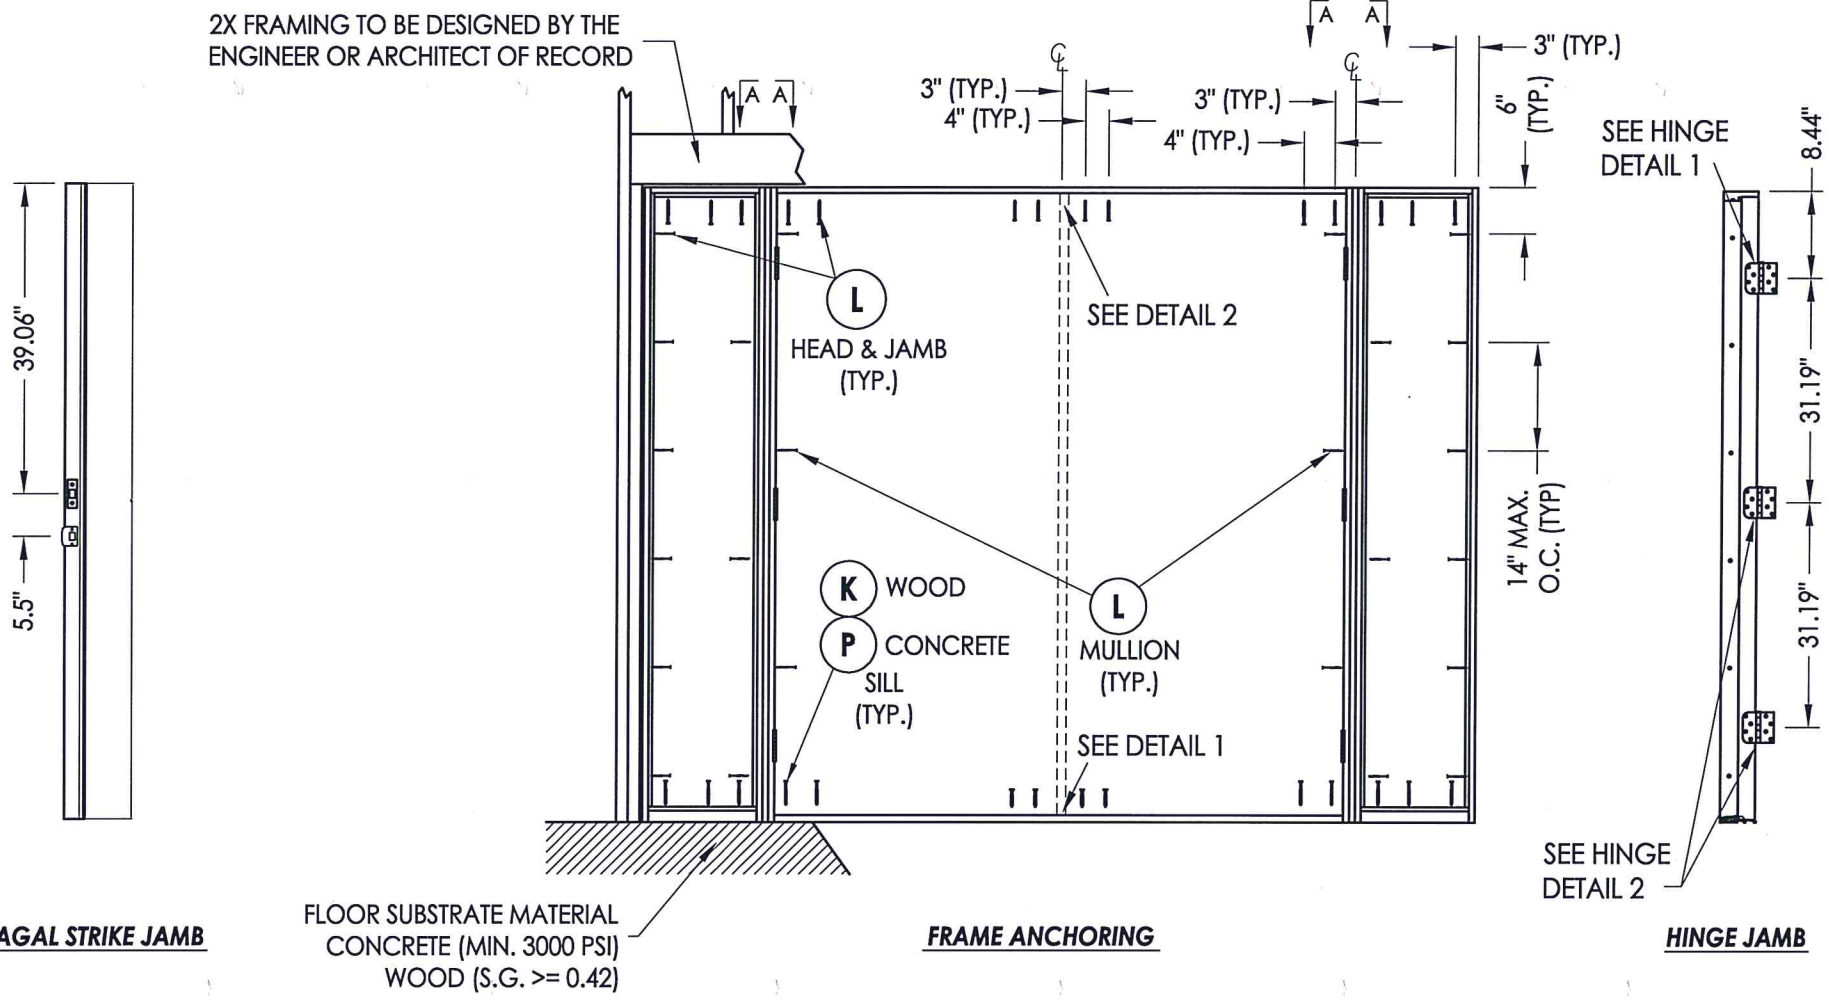 2X FRAMING TO BE DESIGNED BY THE
ENGINEER OR ARCHITECT OF RECORD
A A
A A
3" (TYP.)
4" (TYP.)
3" (TYP.)
4" (TYP.)
3" (TYP.)
6"
(TYP.)
SEE HINGE
DETAIL 1
8.44"
39.06"
5.5"
L
HEAD & JAMB
(TYP.)
SEE DETAIL 2
14" MAX.
O.C. (TYP)
31.19"
31.19"
K WOOD
P CONCRETE
SILL
(TYP.)
L
MULLION
(TYP.)
SEE DETAIL 1
SEE HINGE
DETAIL 2
FLOOR SUBSTRATE MATERIAL
CONCRETE (MIN. 3000 PSI)
WOOD (S.G. >= 0.42)
AGAL STRIKE JAMB
FRAME ANCHORING
HINGE JAMB